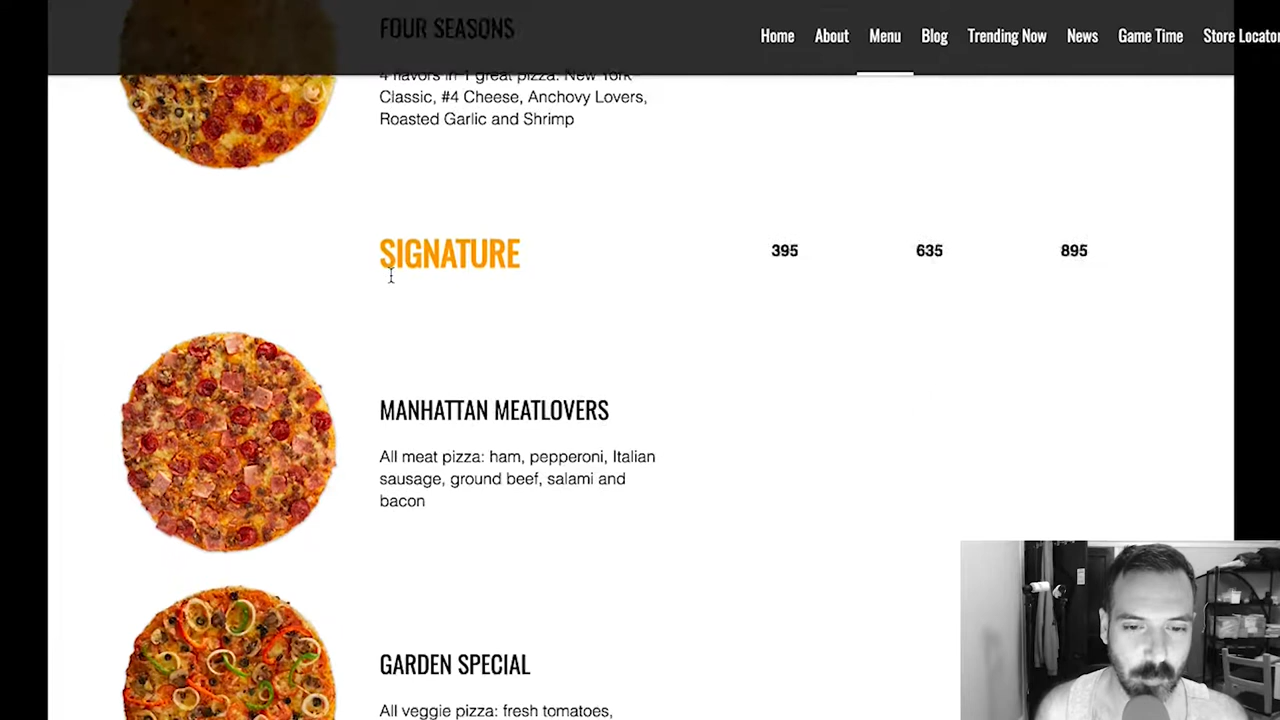 FOUR SEASONS
Home About Menu Blog Trending Now News Game Time Store Locator
4 flavors in 1 great pizza: New York
Classic, #4 Cheese, Anchovy Lovers,
Roasted Garlic and Shrimp
SIGNATURE 395 635 895
MANHATTAN MEATLOVERS
All meat pizza: ham, pepperoni, Italian
sausage, ground beef, salami and
bacon
GARDEN SPECIAL
All veggie pizza: fresh tomatoes,